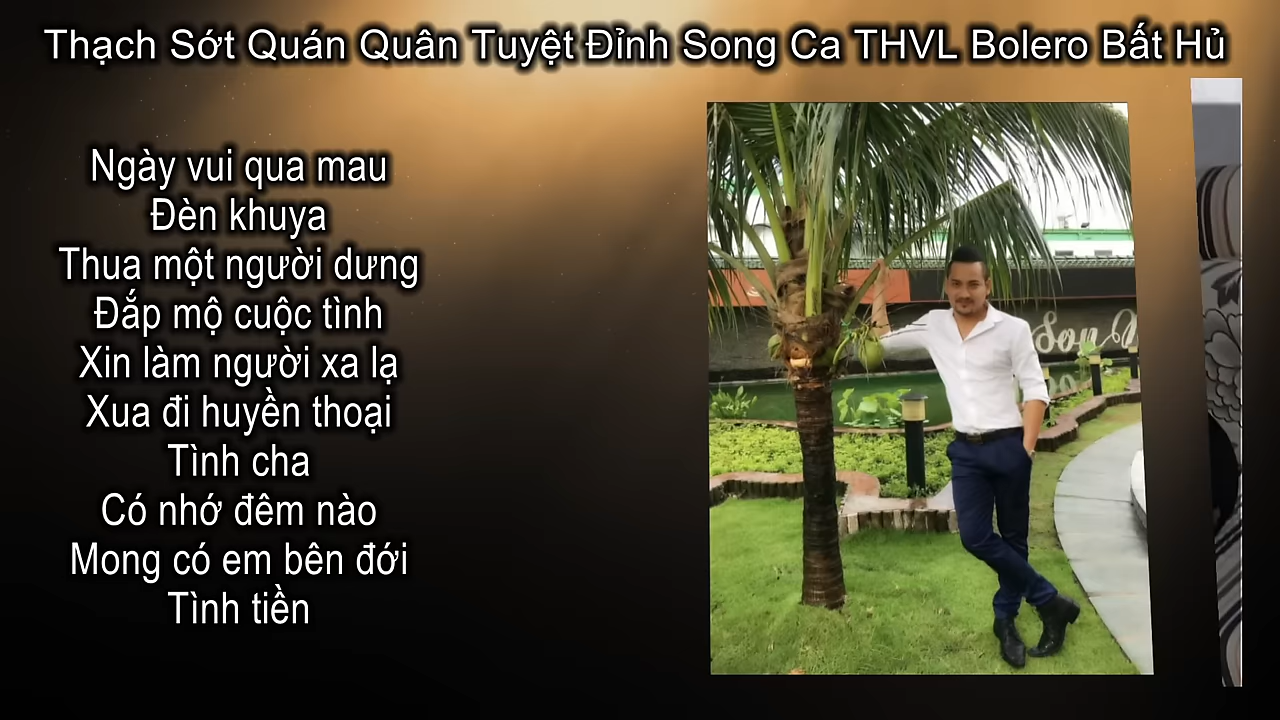 Thạch Sớt Quán Quân Tuyệt Đỉnh Song Ca THVL Bolero Bất Hủ
Ngày vui qua mau
Đèn khuya
Thua một người dưng
Đắp mộ cuộc tình
Xin làm người xa lạ
Xua đi huyền thoại
Tình cha
Có nhớ đêm nào
Mong có em bên đới
Tình tiền
Son